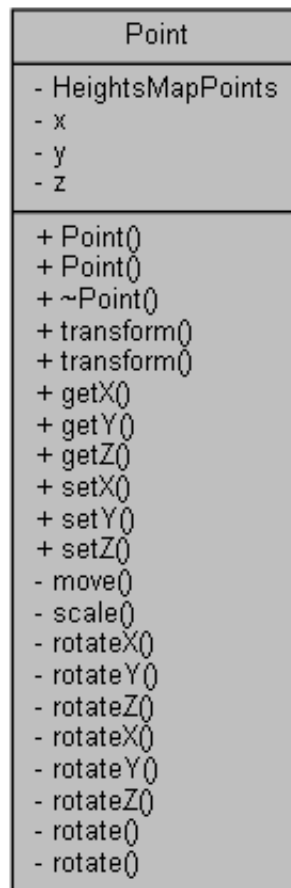 Point
- HeightsMapPoints
- x
- y
- z
+ Point()
+ Point()
+ ~Point()
+ transform()
+ transform()
+ getX()
+ getY()
+ getZ()
+ setX()
+ setY()
+ setZ()
- move()
- scale()
- rotateX()
- rotateY()
- rotateZ()
- rotateX()
- rotateY()
- rotateZ()
- rotate()
- rotate()